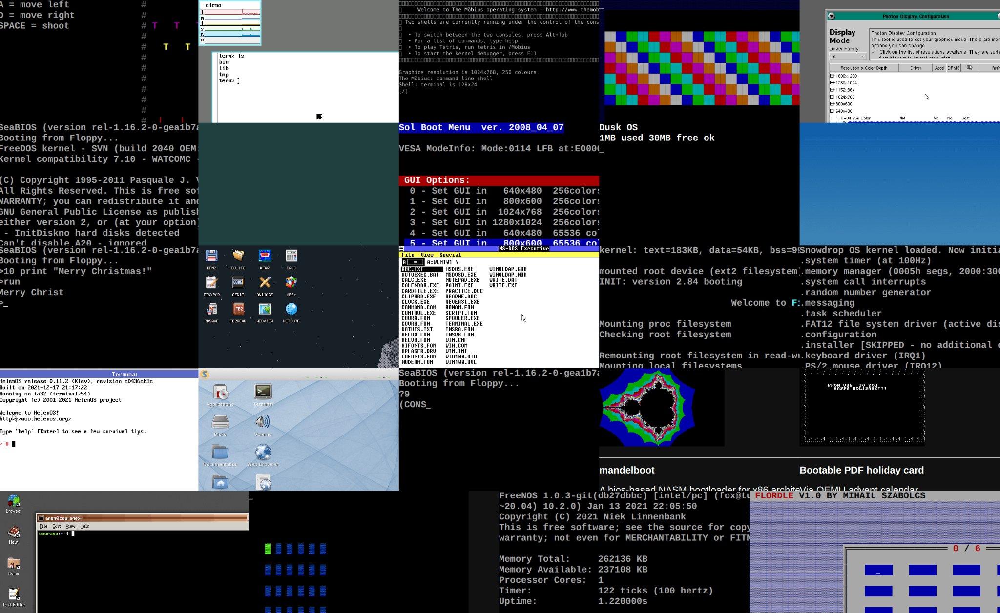 A = move left
D = move right
SPACE = shoot
#
# T T
#
# T T
#
#
#
#
#
#
# ! !
cirno
l
m
i
s
c
e
term% ls
bin
lib
tmp
term%
Welcome to The Möbius operating system - http://www.themob
Two shells are currently running under the control of the cons
• To switch between the two consoles, press Alt+Tab
• For a list of commands, type help
• To play Tetris, run tetris in /Mobius
• To start the kernel debugger, press F11
Graphics resolution is 1024x768, 256 colours
The Möbius: command-line shell
Shell: terminal is 128x24
[/]
Photon Display Configuration
Display
Mode
Driver Family:
flat
Photon Display Configuration
This tool is used to set your graphics mode. There are mar
options you can change:
- Click on the list of resolutions available. They are sorte
from highest to lowest resolution
Resolution & Color Depth Driver Accel DPMS Refr
1600x1200
1280x1024
1152x864
1024x768
800x600
640x480
8-Bit 256 Color flat No No Soft
SeaBIOS (version rel-1.16.2-0-gea1b7a
Booting from Floppy...
FreeDOS kernel - SVN (build 2040 OEM:
Kernel compatibility 7.10 - WATCOMC -
(C) Copyright 1995-2011 Pasquale J. V
All Rights Reserved. This is free sof
WARRANTY; you can redistribute it and
GNU General Public License as publish
either version 2, or (at your option)
- InitDiskno hard disks detected
Can't disable A20 - ignored
Sol Boot Menu ver. 2008_04_07
VESA ModeInfo: Mode:0114 LFB at:E000
GUI Options:
0 - Set GUI in 640x480 256colors
1 - Set GUI in 800x600 256colors
2 - Set GUI in 1024x768 256colors
3 - Set GUI in 1280x1024 256colors
4 - Set GUI in 640x480 65536 col
5 - Set GUI in 800x600 65536 col
Dusk OS
1MB used 30MB free ok
_
SeaBIOS (version rel-1.16.2-0-gea1b7a
Booting from Floppy...
>10 print "Merry Christmas!"
>run
Merry Christ
>_
KFM2 EOLITE KFAR CALC
TINYPAD CEDIT ANIMAGE APP+
RDSAVE FB2READ WEBVIEW NETSURF
MS-DOS Executive
File View Special
A A:WIN101 \
ABC.TXT MSDOS.EXE WINOLDAP.GRB
AUTOEXEC.BAT MSDOSD.EXE WINOLDAP.MOD
CALC.EXE NOTEPAD.EXE WRITE.DAT
CALENDAR.EXE PAINT.EXE WRITE.EXE
CARDFILE.EXE PRACTICE.DOC
CLIPBRD.EXE README.DOC
CLOCK.EXE REVERSI.EXE
COMMAND.COM ROMAN.FON
CONTROL.EXE SCRIPT.FON
COURA.FON SPOOLER.EXE
COURB.FON TERMINAL.EXE
DOTHIS.TXT TMSRA.FON
HELVA.FON TMSRB.FON
HELVB.FON WIN.CNF
HIFONTS.FON WIN.COM
HPLASER.DRV WIN.INI
LOFONTS.FON WIN100.BIN
MODERN.FON WIN100.OVL
kernel: text=183KB, data=54KB, bss=9
mounted root device (ext2 filesystem)
INIT: version 2.84 booting
Welcome to F
Mounting proc filesystem
Checking root filesystem
Remounting root filesystem in read-w
Mounting local filesystems
Snowdrop OS kernel loaded. Now initia
.system timer (at 100Hz)
.memory manager (0005h segs, 2000:300
.system call interrupts
.random number generator
.messaging
.task scheduler
.FAT12 file system driver (active dis
.configuration
.installer [SKIPPED - no additional d
.keyboard driver (IRQ1)
.PS/2 mouse driver (IRQ12)
Terminal
HelenOS release 0.11.2 (Kiev), revision c0436cb3c
Built on 2021-12-17 21:17:22
Running on ia32 (terminal/54)
Copyright (c) 2001-2021 HelenOS project
Welcome to HelenOS!
http://www.helenos.org/
Type 'help' [Enter] to see a few survival tips.
/ #
S
Applications Terminal
Disks Volume
Documentation Web Browser
SeaBIOS (version rel-1.16.2-0-gea1b7a
Booting from Floppy...
?9
(CONS_
mandelboot
A bios-based NASM bootloader for x86 archite
FROM V86 TO YOU
HAPPY HOLIDAYS!!!
Bootable PDF holiday card
Via QEMU advent calendar
Browser
Help
Home
Text Editor
anon@courage:~
File Edit View Help
courage:~ $
FreeNOS 1.0.3-git(db27dbbc) [intel/pc] (fox@tu
~20.04) 10.2.0) Jan 13 2021 22:05:50
Copyright (C) 2021 Niek Linnenbank
This is free software; see the source for copy
warranty; not even for MERCHANTABILITY or FITN
Memory Total: 262136 KB
Memory Available: 237108 KB
Processor Cores: 1
Timer: 122 ticks (100 hertz)
Uptime: 1.220000s
FLORDLE V1.0 BY MIHAIL SZABOLCS
0 / 6